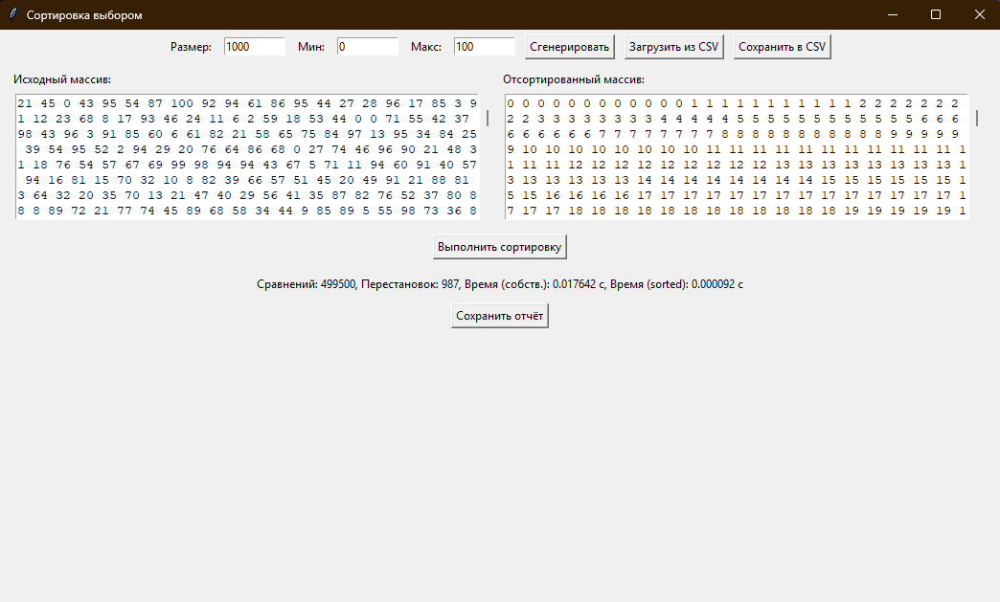 Сортировка выбором
Размер: 1000 Мин: 0 Макс: 100 Сгенерировать Загрузить из CSV Сохранить в CSV
Исходный массив:
21 45 0 43 95 54 87 100 92 94 61 86 95 44 27 28 96 17 85 3 9
1 12 23 68 8 17 93 46 24 11 6 2 59 18 53 44 0 0 71 55 42 37
98 43 96 3 91 85 60 6 61 82 21 58 65 75 84 97 13 95 34 84 25
39 54 95 52 2 94 29 20 76 64 86 68 0 27 74 46 96 90 21 48 3
1 18 76 54 57 67 69 99 98 94 94 43 67 5 71 11 94 60 91 40 57
94 16 81 15 70 32 10 8 82 39 66 57 51 45 20 49 91 21 88 81
3 64 32 20 35 70 13 21 47 40 29 56 41 35 87 82 76 52 37 80 8
8 8 89 72 21 77 74 45 89 68 58 34 44 9 85 89 5 55 98 73 36 8
Отсортированный массив:
0 0 0 0 0 0 0 0 0 0 0 0 1 1 1 1 1 1 1 1 1 1 1 2 2 2 2 2 2 2
2 2 3 3 3 3 3 3 3 3 4 4 4 4 4 5 5 5 5 5 5 5 5 5 5 5 5 6 6 6
6 6 6 6 6 6 7 7 7 7 7 7 7 7 8 8 8 8 8 8 8 8 8 8 8 9 9 9 9 9
9 10 10 10 10 10 10 10 10 11 11 11 11 11 11 11 11 11 11 11 1
1 11 11 12 12 12 12 12 12 12 12 12 13 13 13 13 13 13 13 13 1
3 13 13 13 13 13 14 14 14 14 14 14 14 14 15 15 15 15 15 15 1
5 15 16 16 16 16 17 17 17 17 17 17 17 17 17 17 17 17 17 17 1
7 17 17 18 18 18 18 18 18 18 18 18 18 18 18 19 19 19 19 19 1
Выполнить сортировку
Сравнений: 499500, Перестановок: 987, Время (собств.): 0.017642 с, Время (sorted): 0.000092 с
Сохранить отчёт